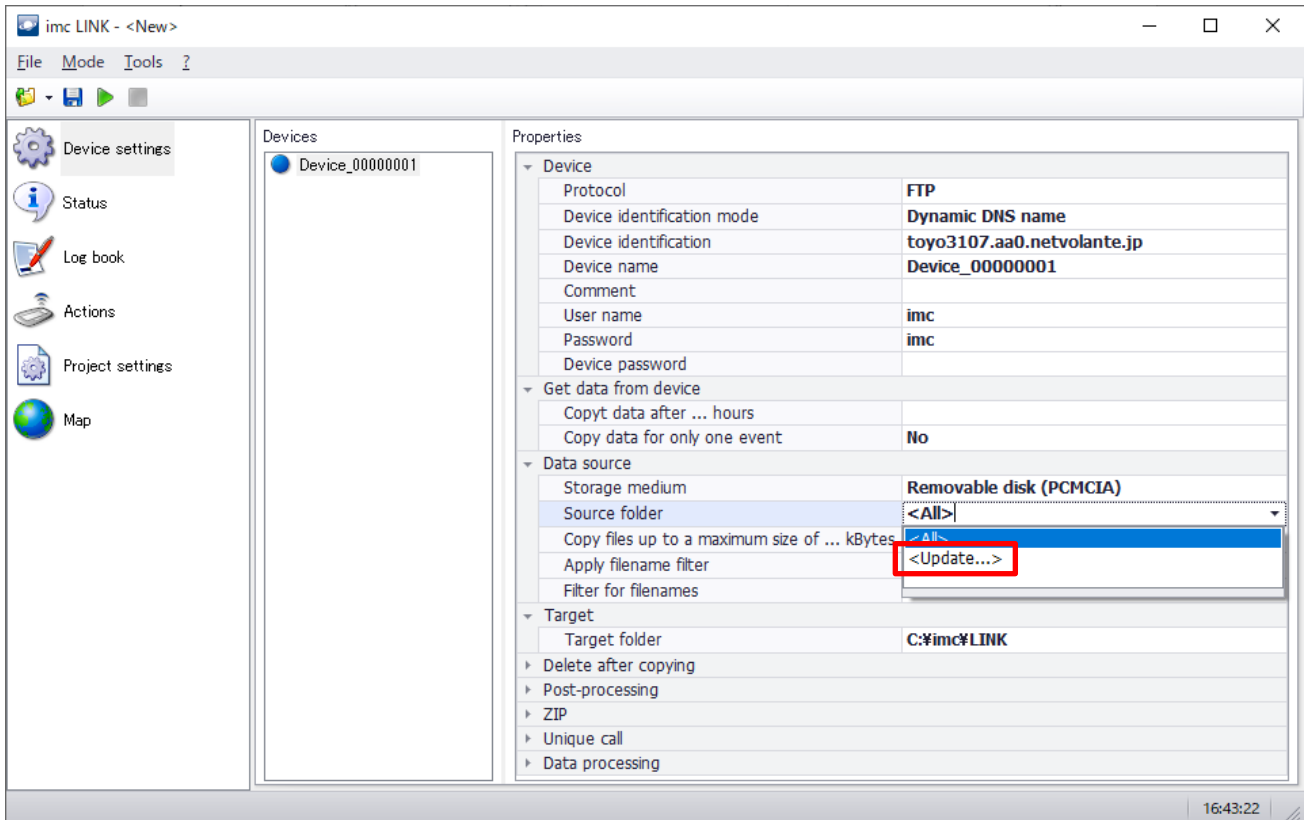 imc LINK - <New>
File Mode Tools ?
Device settings
Status
Log book
Actions
Project settings
Map
Devices
Device_00000001
Properties
Device
Protocol FTP
Device identification mode Dynamic DNS name
Device identification toyo3107.aa0.netvolante.jp
Device name Device_00000001
Comment
User name imc
Password imc
Device password
Get data from device
Copyt data after ... hours
Copy data for only one event No
Data source
Storage medium Removable disk (PCMCIA)
Source folder <All>
Copy files up to a maximum size of ... kBytes <All>
<Update...>
Apply filename filter
Filter for filenames
Target
Target folder C:¥imc¥LINK
Delete after copying
Post-processing
ZIP
Unique call
Data processing
16:43:22